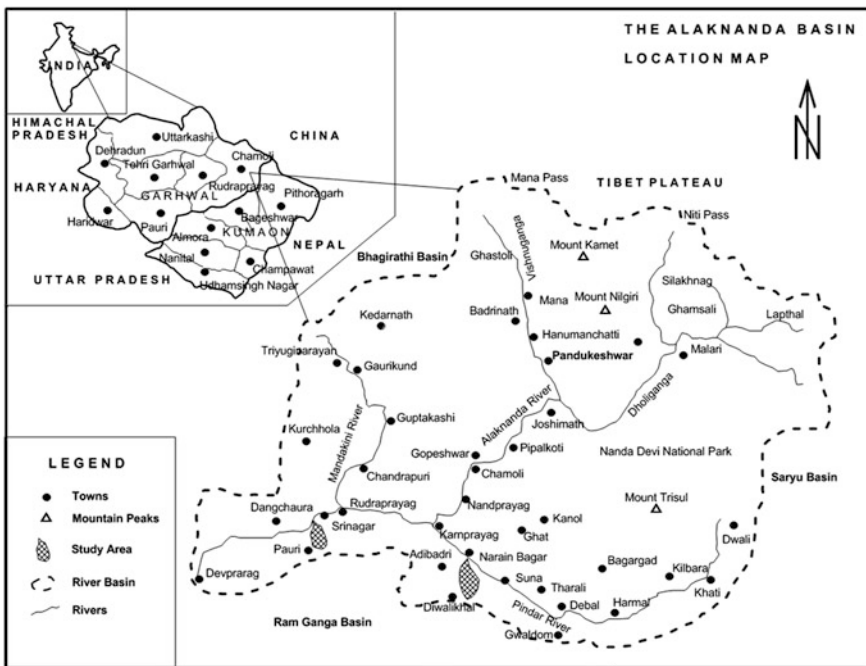 THE ALAKNANDA BASIN
LOCATION MAP
N
INDIA
HIMACHAL
PRADESH
Uttarkashi
CHINA
Dehradun
Tehri Garhwal
Chamoli
HARYANA
GARHWAL
Rudraprayag
Pithoragarh
Haridwar
Pauri
Bageshwar
Almora
KUMAON
NEPAL
Nanital
Champawat
UTTAR PRADESH
Udhamsingh Nagar
Mana Pass
TIBET PLATEAU
Niti Pass
Bhagirathi Basin
Ghastoli
Vishnuganga
Mount Kamet
Silakhnag
Mana
Mount Nilgiri
Ghamsali
Lapthal
Kedarnath
Badrinath
Hanumanchatti
Triyuginarayan
Pandukeshwar
Malari
Gaurikund
Dholiganga
Alaknanda River
Guptakashi
Joshimath
Mandakini River
Kurchhola
Pipalkoti
Gopeshwar
Nanda Devi National Park
Chandrapuri
Chamoli
Saryu Basin
Nandprayag
Mount Trisul
Rudraprayag
Dangchaura
Srinagar
Kanol
Karnprayag
Ghat
Dwali
Pauri
Narain Bagar
Adibadri
Bagargad
Kilbara
Devprarag
Suna
Tharali
Khati
Diwalikhal
Debal
Harmal
Pindar River
Ram Ganga Basin
Gwaldom
LEGEND
Towns
Mountain Peaks
Study Area
River Basin
Rivers